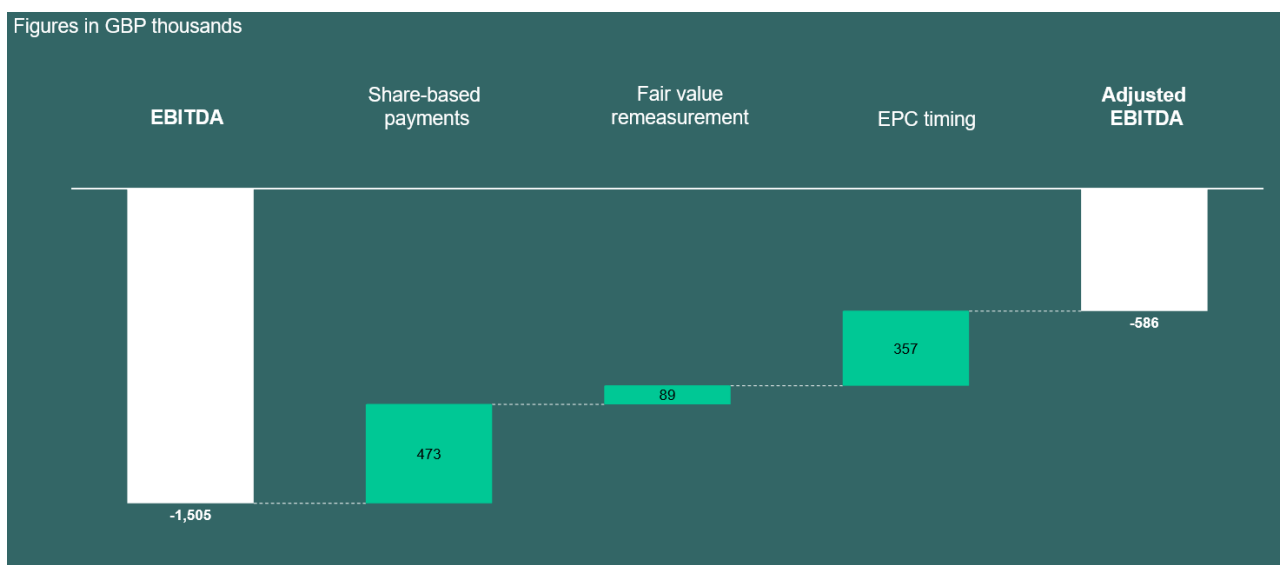 Figures in GBP thousands
EBITDA
Share-based
payments
Fair value
remeasurement
EPC timing
Adjusted
EBITDA
-1,505
473
89
357
-586